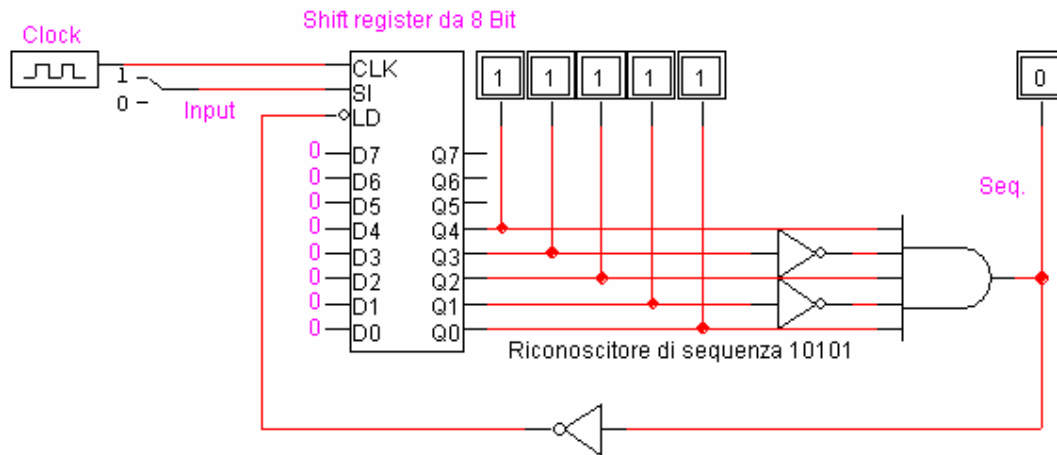 Shift register da 8 Bit
Clock
1
0
Input
CLK
SI
LD
1 1 1 1 1
0
0 D7 Q7
0 D6 Q6
0 D5 Q5
0 D4 Q4
0 D3 Q3
0 D2 Q2
0 D1 Q1
0 D0 Q0
Seq.
Riconoscitore di sequenza 10101